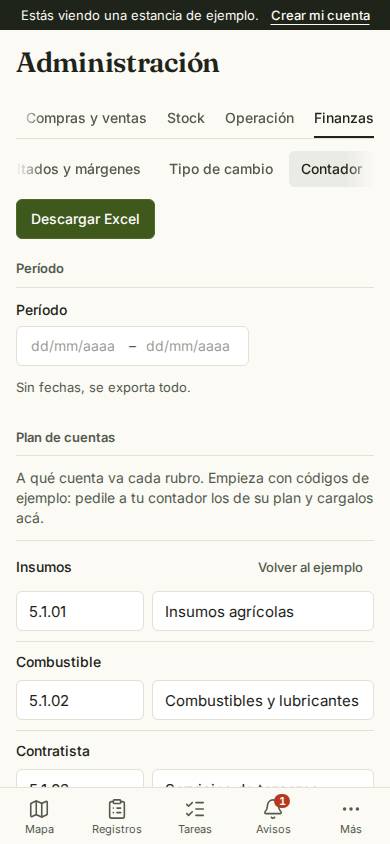 Estás viendo una estancia de ejemplo. Crear mi cuenta
Administración
Compras y ventas Stock Operación Finanzas
tados y márgenes Tipo de cambio Contador
Descargar Excel
Período
Período
dd/mm/aaaa – dd/mm/aaaa
Sin fechas, se exporta todo.
Plan de cuentas
A qué cuenta va cada rubro. Empieza con códigos de
ejemplo: pedile a tu contador los de su plan y cargalos
acá.
Insumos Volver al ejemplo
5.1.01 Insumos agrícolas
Combustible
5.1.02 Combustibles y lubricantes
Contratista
1
Mapa Registros Tareas Avisos Más